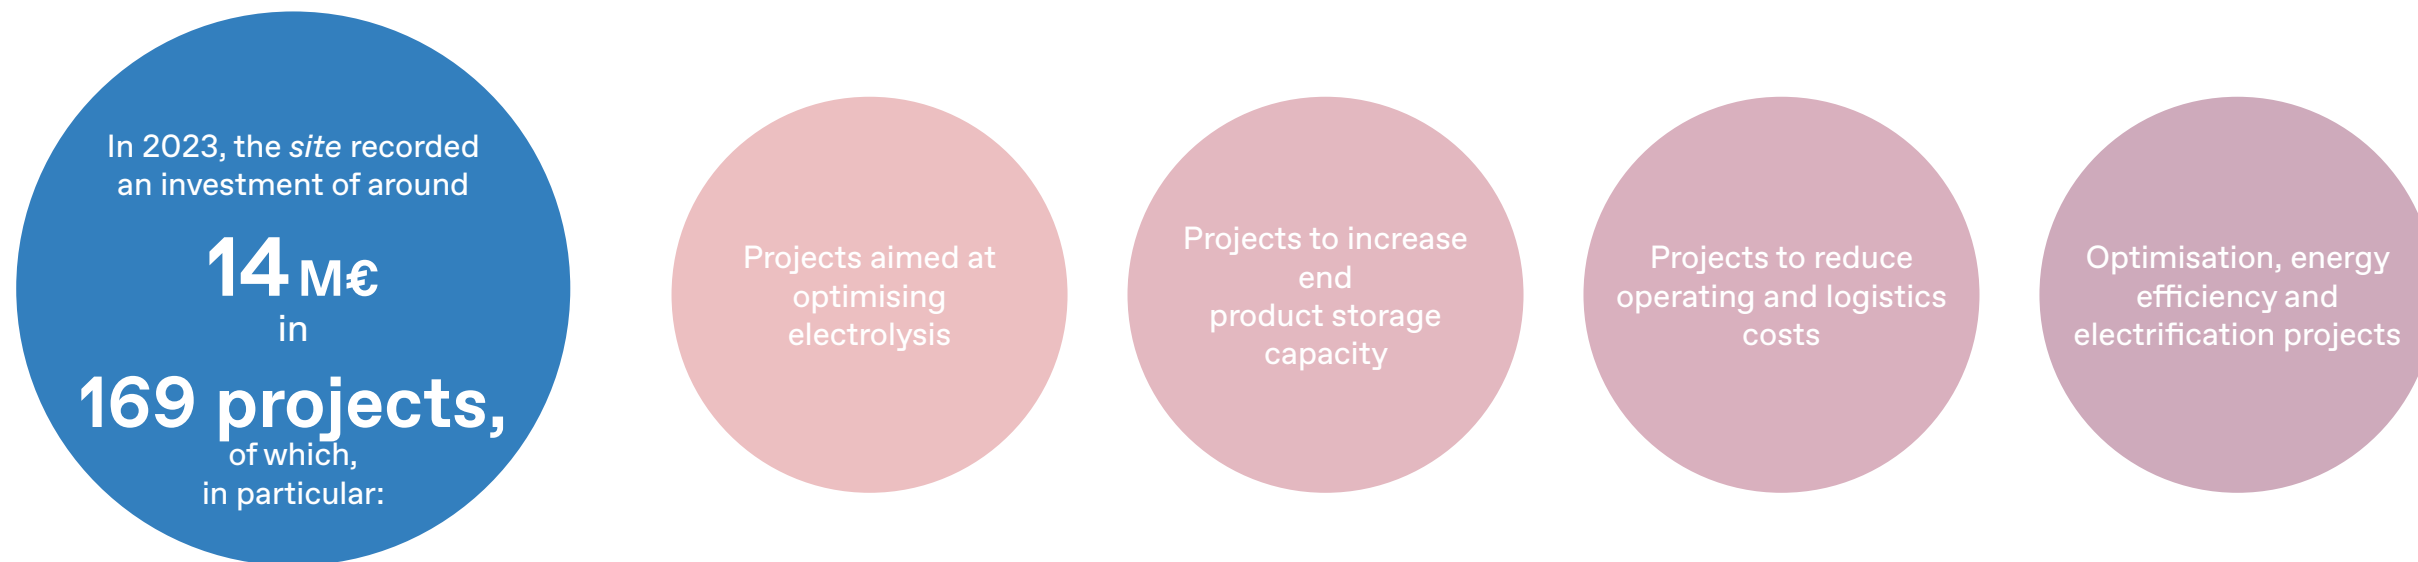 In 2023, the site recorded
an investment of around
14 M€
in
169 projects,
of which,
in particular:
Projects aimed at
optimising
electrolysis
Projects to increase
end
product storage
capacity
Projects to reduce
operating and logistics
costs
Optimisation, energy
efficiency and
electrification projects